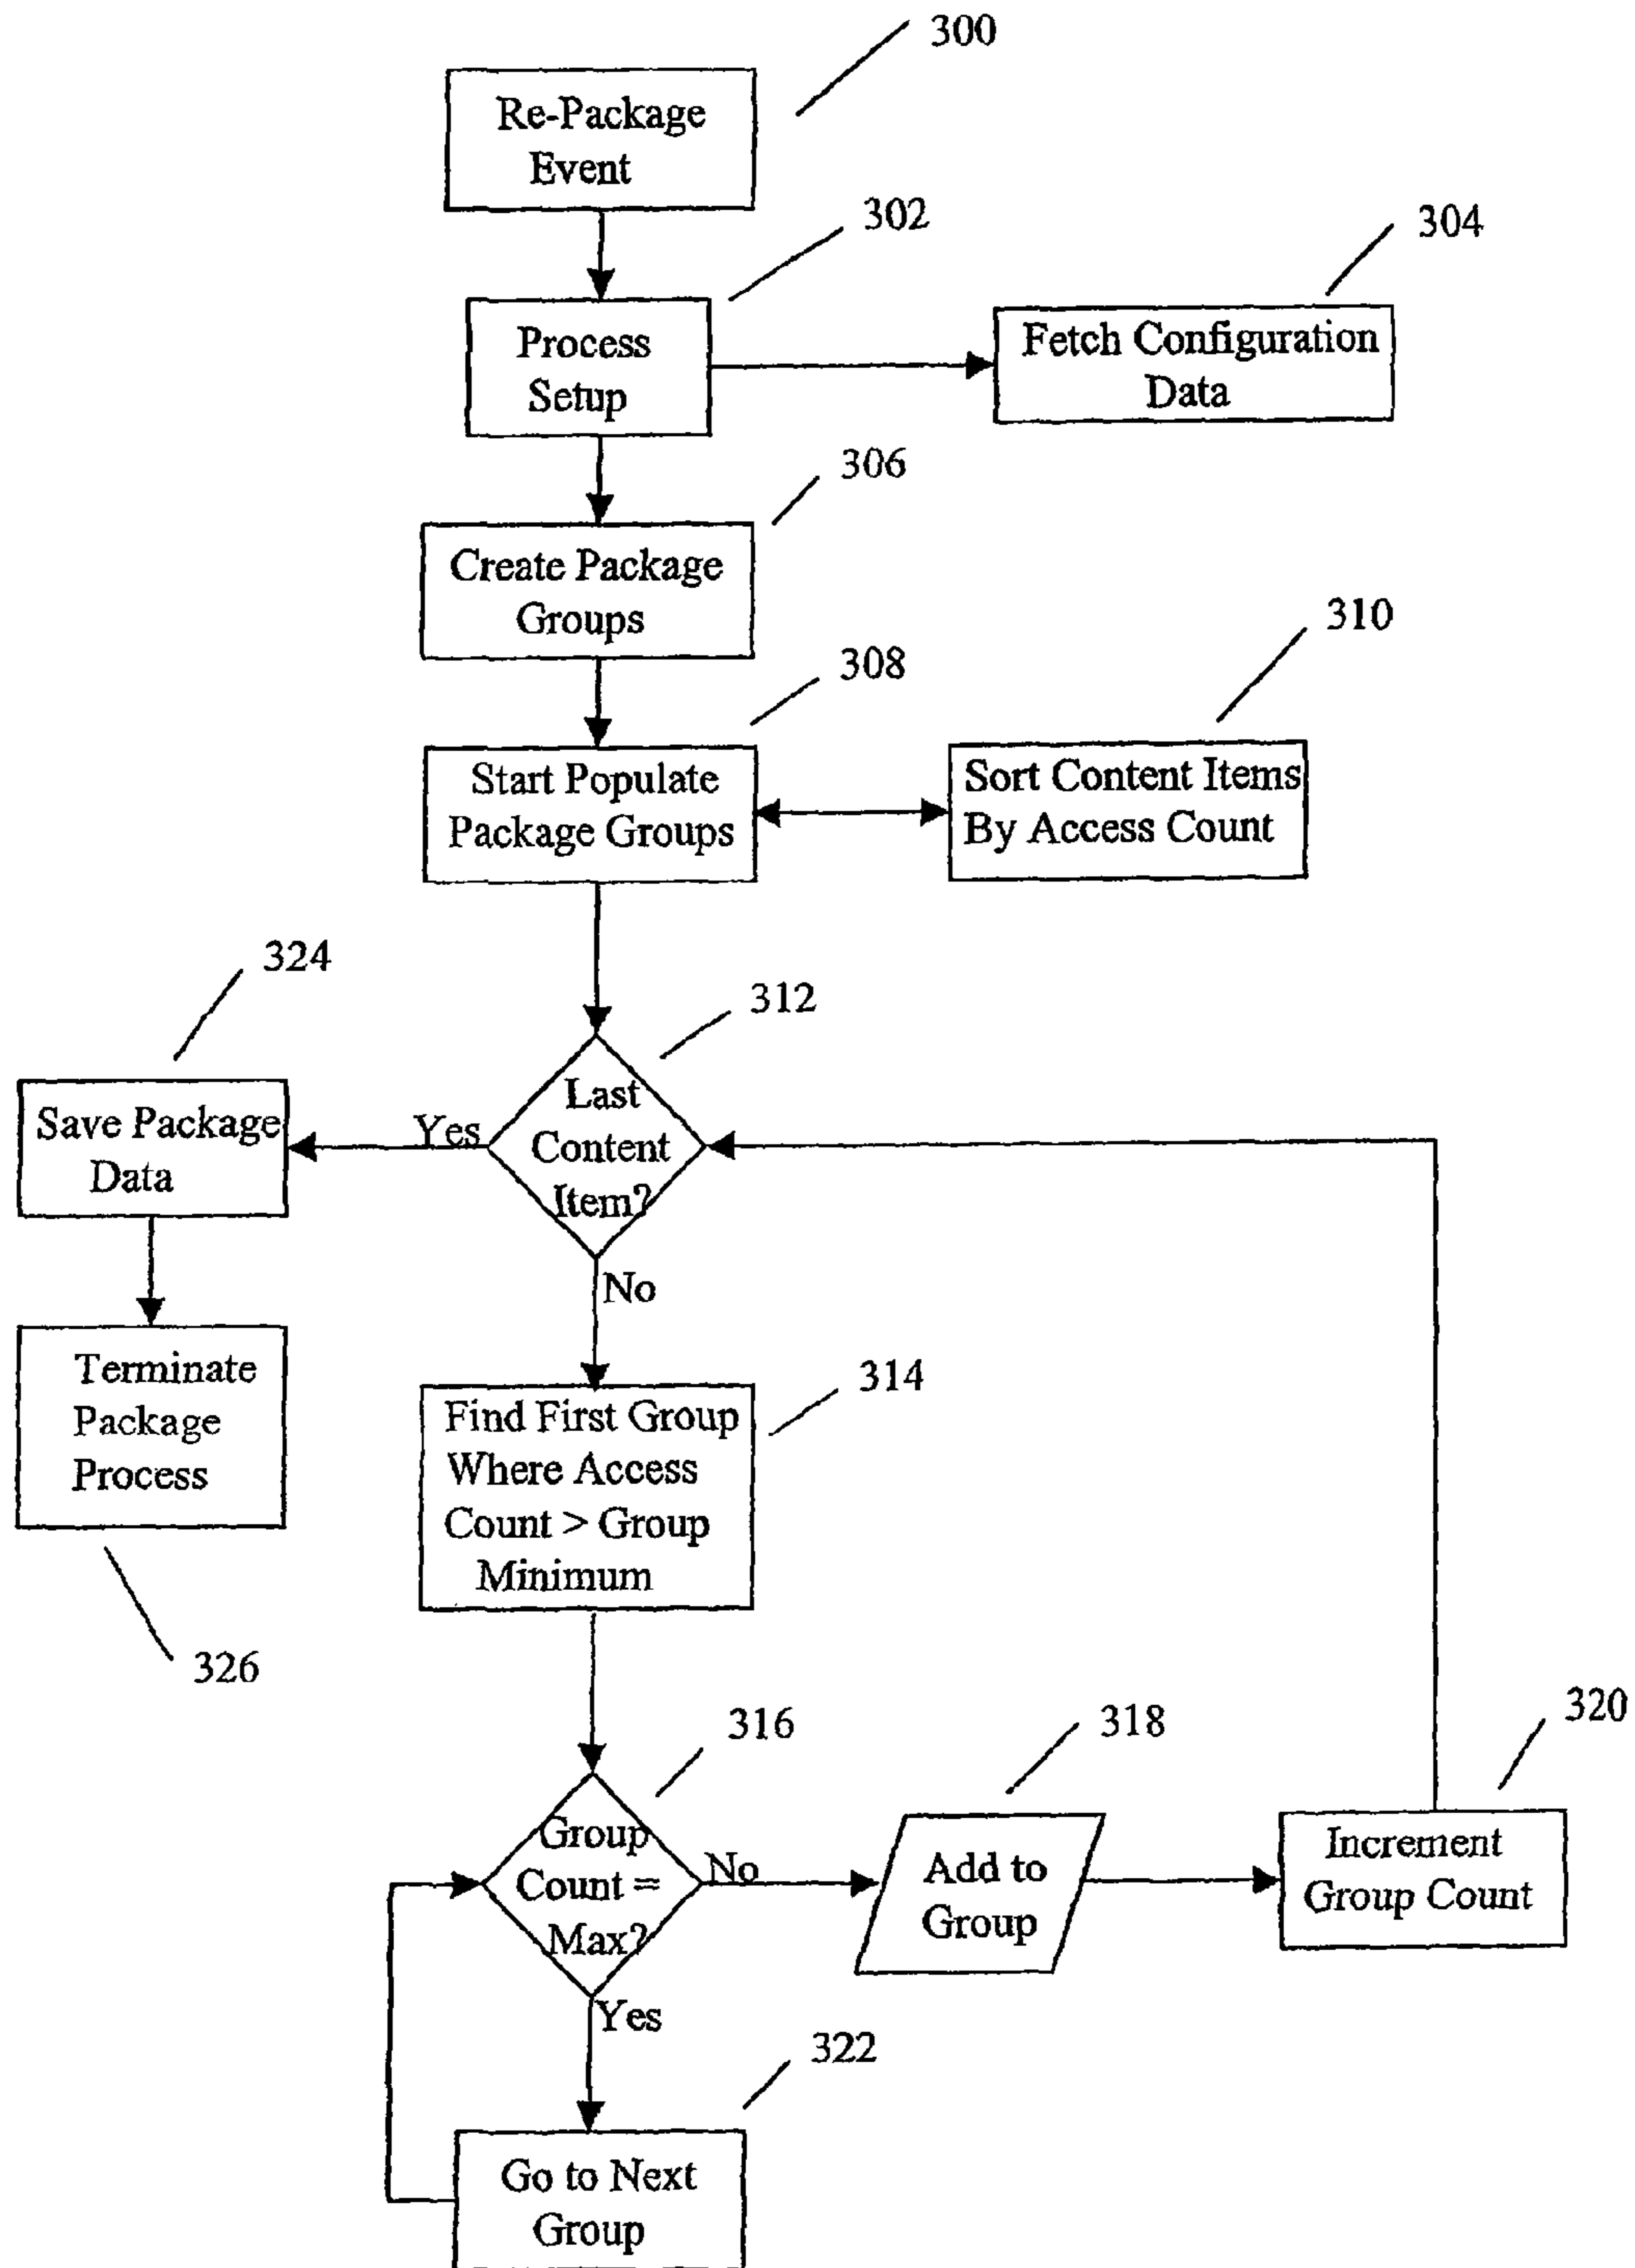 300
Re-Package
Event
302
304
Process
Setup
Fetch Configuration
Data
306
Create Package
Groups
310
308
Start Populate
Package Groups
Sort Content Items
By Access Count
324
312
Last
Content
Item?
Yes
Save Package
Data
No
Terminate
Package
Process
326
314
Find First Group
Where Access
Count > Group
Minimum
316
318
320
Group
Count =
Max?
No
Add to
Group
Increment
Group Count
Yes
322
Go to Next
Group